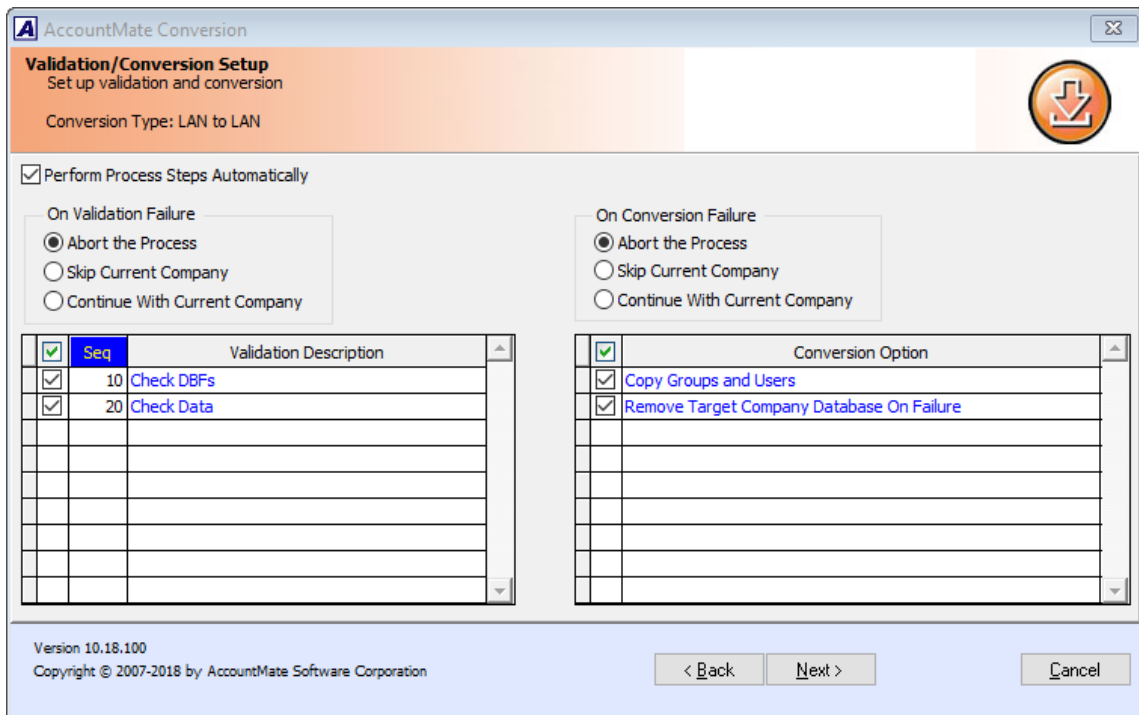 AccountMate Conversion
Validation/Conversion Setup
Set up validation and conversion
Conversion Type: LAN to LAN
Perform Process Steps Automatically
On Validation Failure
Abort the Process
Skip Current Company
Continue With Current Company
On Conversion Failure
Abort the Process
Skip Current Company
Continue With Current Company
Seq Validation Description
10 Check DBFs
20 Check Data
Conversion Option
Copy Groups and Users
Remove Target Company Database On Failure
Version 10.18.100
Copyright © 2007-2018 by AccountMate Software Corporation
< Back
Next >
Cancel